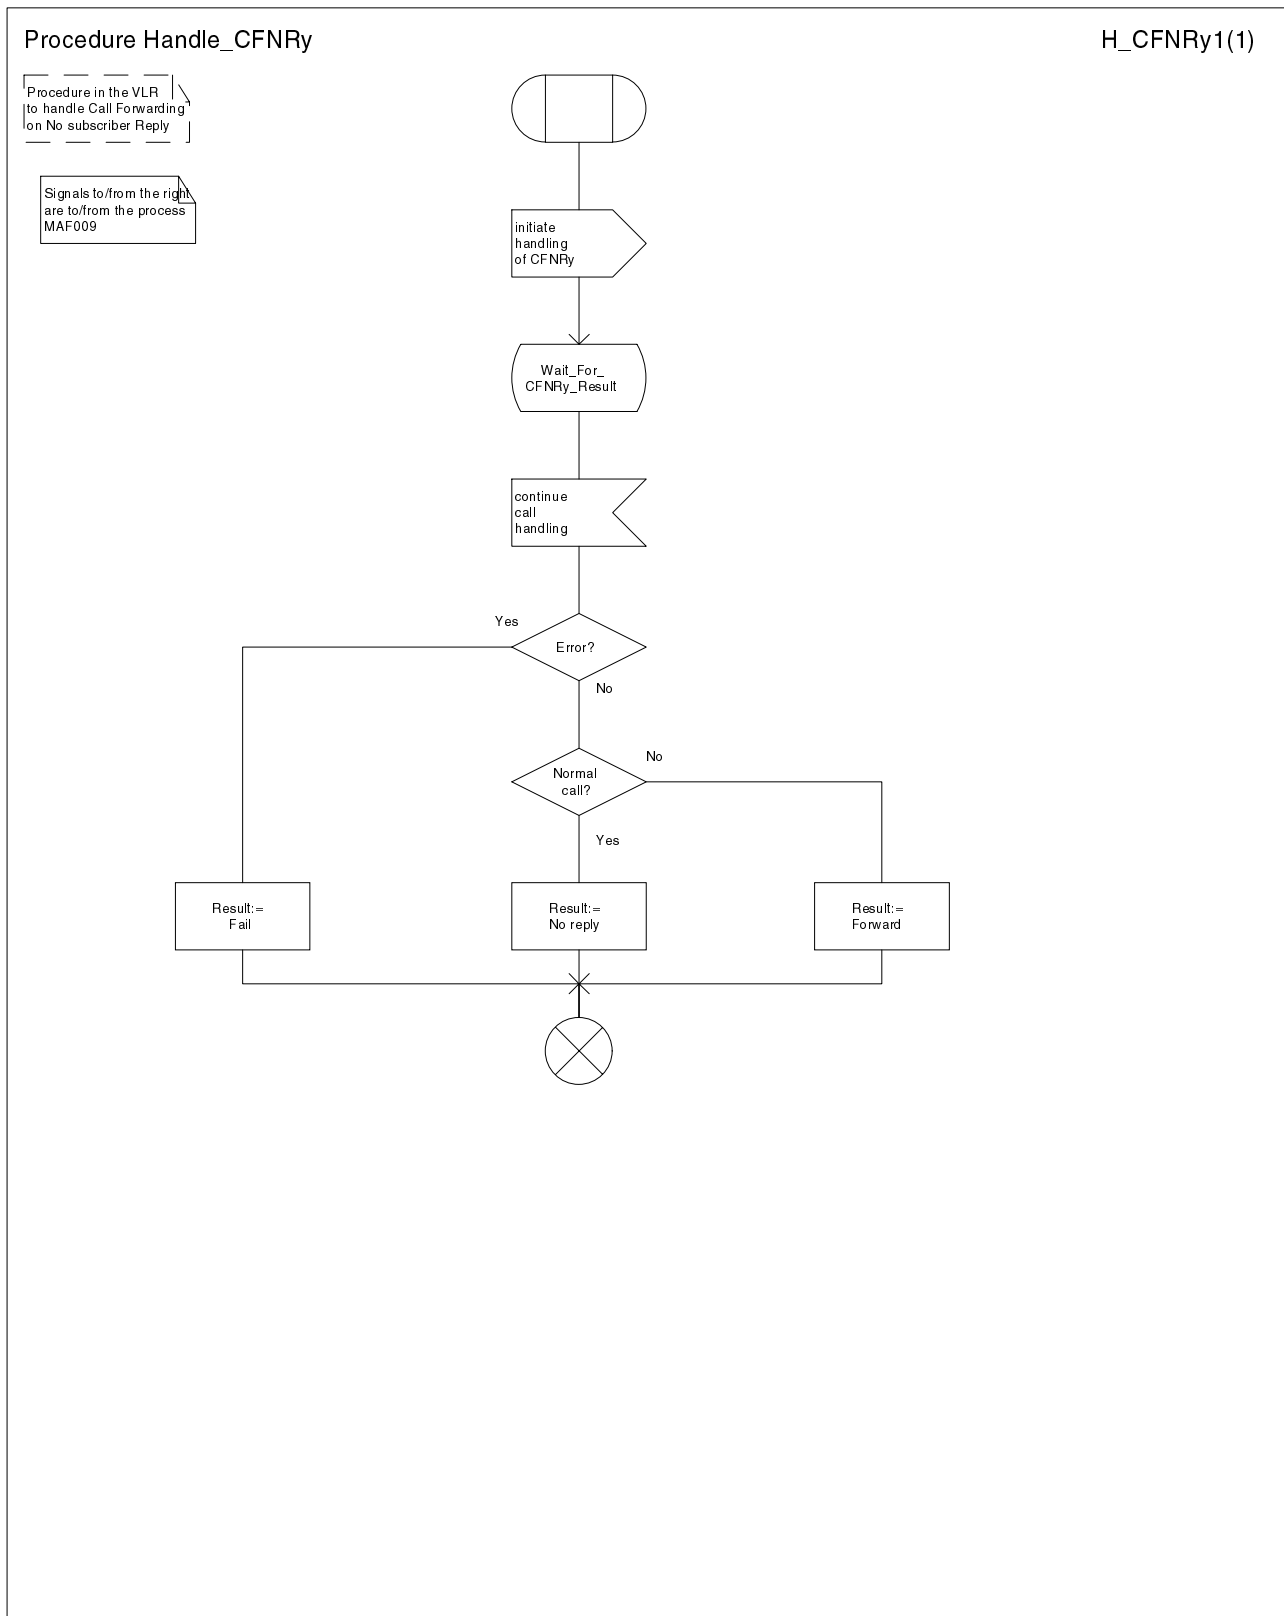 Procedure Handle_CFNRy
H_CFNRy1(1)
Procedure in the VLR
to handle Call Forwarding
on No subscriber Reply
Signals to/from the right
are to/from the process
MAF009
initiate
handling
of CFNRy
Wait_For_
CFNRy_Result
continue
call
handling
Yes
Error?
No
No
Normal
call?
Yes
Result:=
Fail
Result:=
No reply
Result:=
Forward